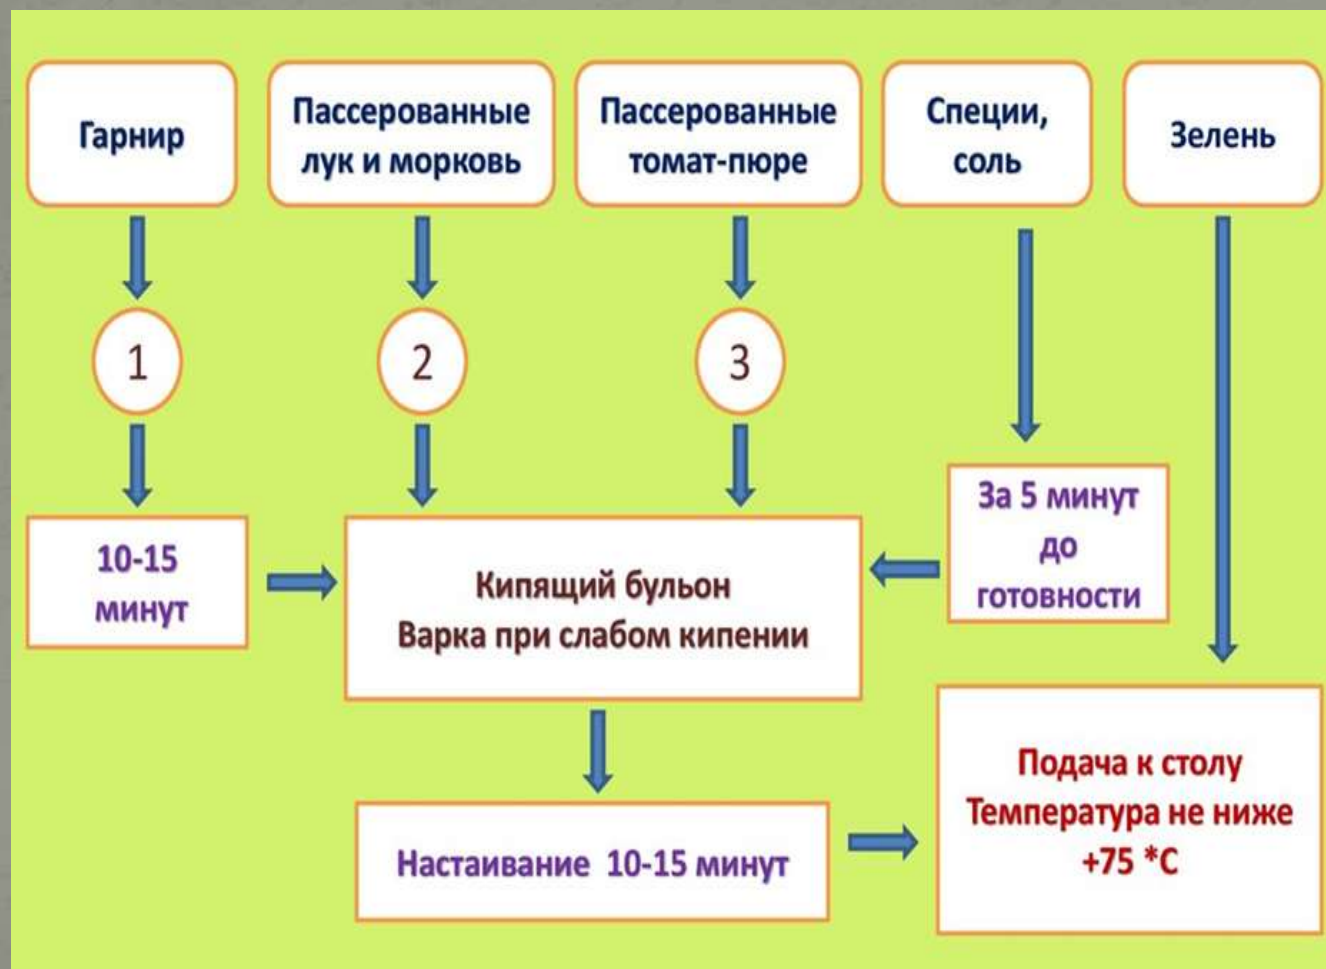 Гарнир
Пассерованные
лук и морковь
Пассерованные
томат-пюре
Специи,
соль
Зелень
1
2
3
10-15
минут
Кипящий бульон
Варка при слабом кипении
За 5 минут
до
готовности
Настаивание 10-15 минут
Подача к столу
Температура не ниже
+75 *С